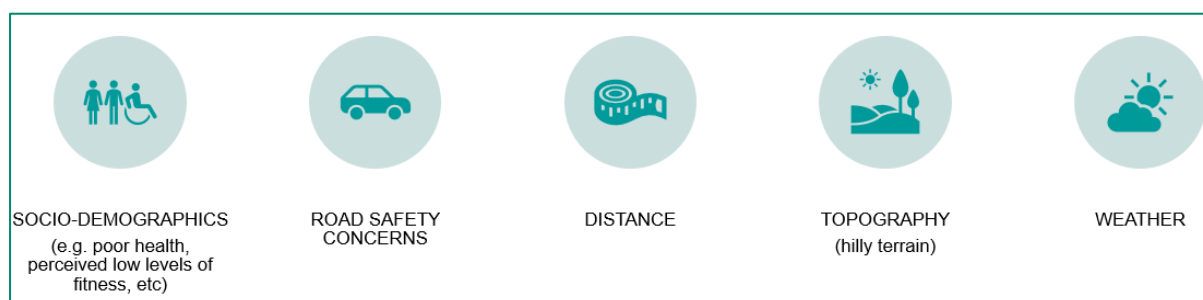 SOCIO-DEMOGRAPHICS
(e.g. poor health,
perceived low levels of
fitness, etc)
ROAD SAFETY
CONCERNS
DISTANCE
TOPOGRAPHY
(hilly terrain)
WEATHER